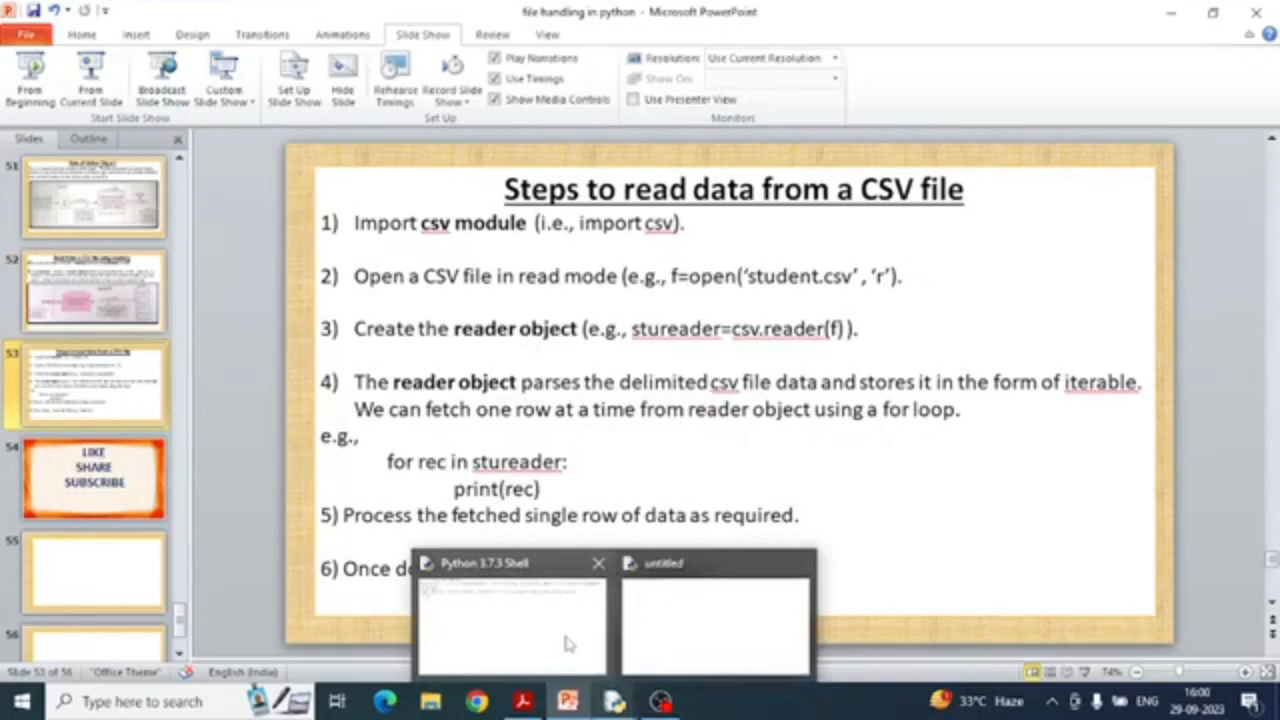 file handling in python - Microsoft PowerPoint
File Home Insert Design Transitions Animations Slide Show Review View
From Beginning
From Current Slide
Broadcast Slide Show
Custom Slide Show
Set Up Slide Show
Hide Slide
Rehearse Timings
Record Slide Show
Play Narrations
Use Timings
Show Media Controls
Resolution: Use Current Resolution
Show On:
Use Presenter View
Start Slide Show
Set Up
Monitors
Slides Outline
51
52
53
54
LIKE
SHARE
SUBSCRIBE
55
56
Steps to read data from a CSV file
1) Import csv module (i.e., import csv).
2) Open a CSV file in read mode (e.g., f=open(‘student.csv’ , ‘r’).
3) Create the reader object (e.g., stureader=csv.reader(f) ).
4) The reader object parses the delimited csv file data and stores it in the form of iterable.
We can fetch one row at a time from reader object using a for loop.
e.g.,
for rec in stureader:
print(rec)
5) Process the fetched single row of data as required.
6) Once
Python 3.7.3 Shell
untitled
Slide 53 of 56 "Office Theme" English (India) 74%
Type here to search
33°C Haze ENG 16:00
29-09-2023